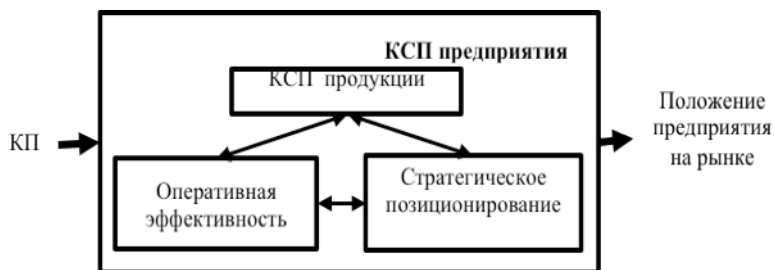 КСП предприятия
КСП продукции
КП
Оперативная
эффективность
Стратегическое
позиционирование
Положение
предприятия
на рынке